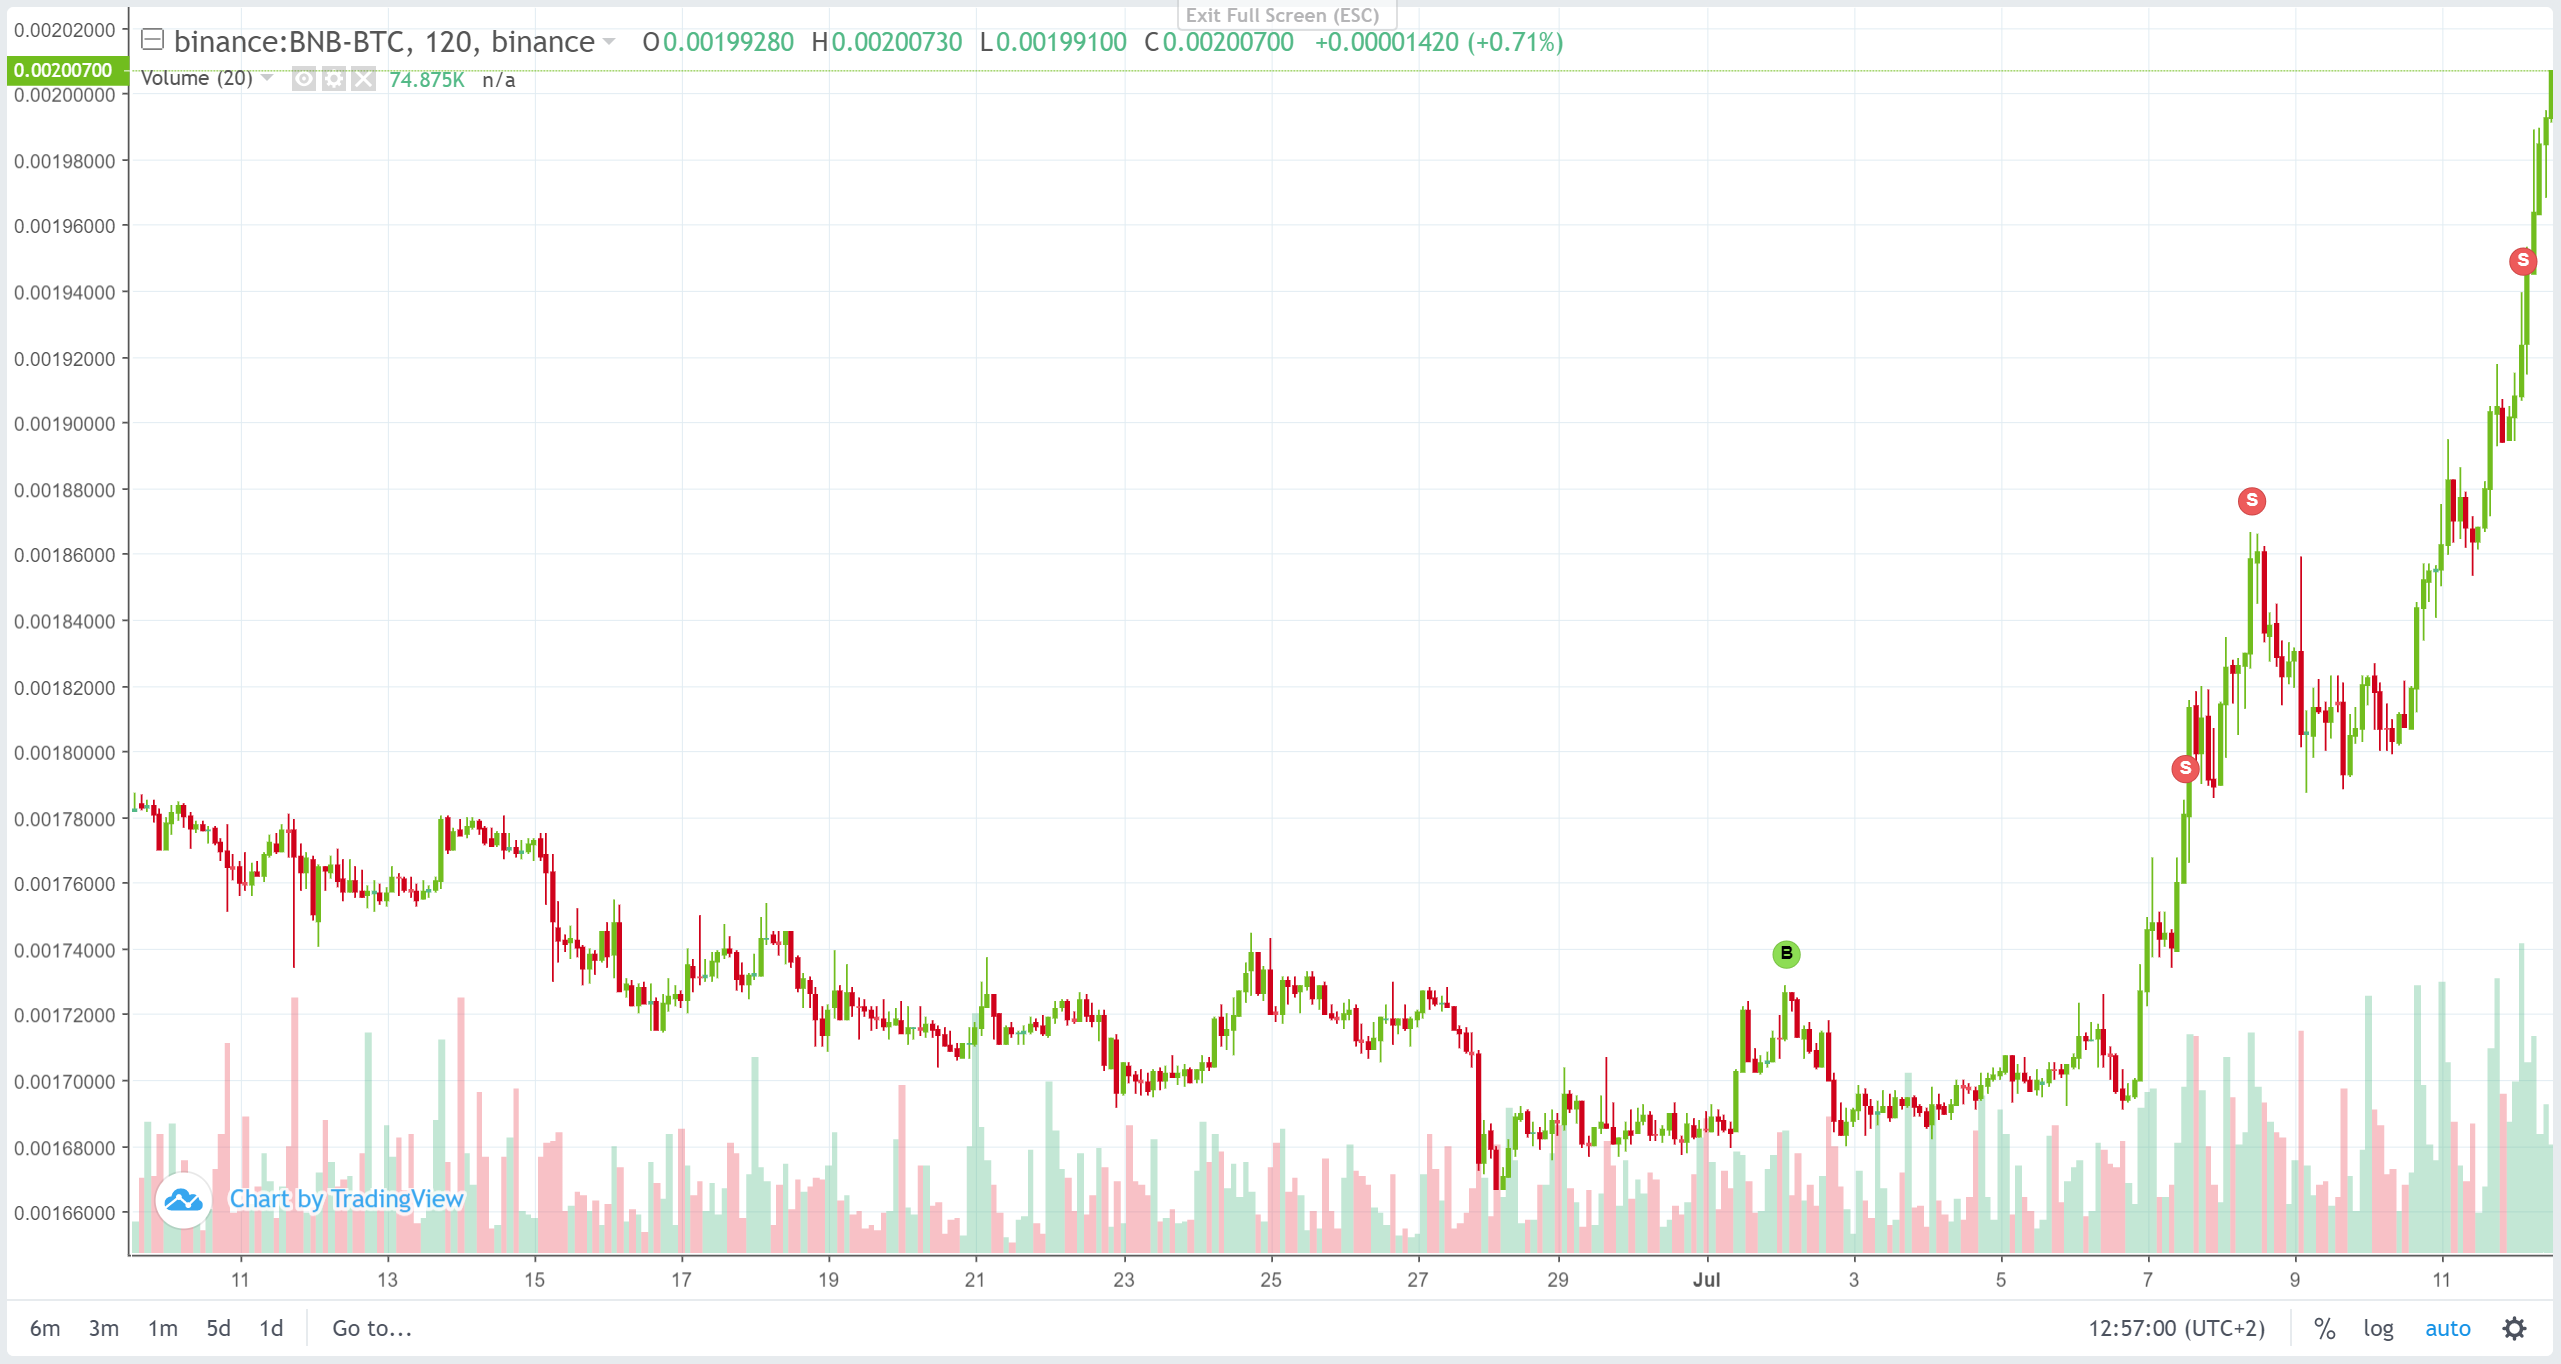 Exit Full Screen (ESC)
binance:BNB-BTC, 120, binance O0.00199280 H0.00200730 L0.00199100 C0.00200700 +0.00001420 (+0.71%)
Volume (20) 74.875K n/a
0.00202000
0.00200700
0.00200000
0.00198000
0.00196000
0.00194000
0.00192000
0.00190000
0.00188000
0.00186000
0.00184000
0.00182000
0.00180000
0.00178000
0.00176000
0.00174000
0.00172000
0.00170000
0.00168000
0.00166000
S
S
S
B
Chart by TradingView
11 13 15 17 19 21 23 25 27 29 Jul 3 5 7 9 11
6m 3m 1m 5d 1d Go to... 12:57:00 (UTC+2) % log auto